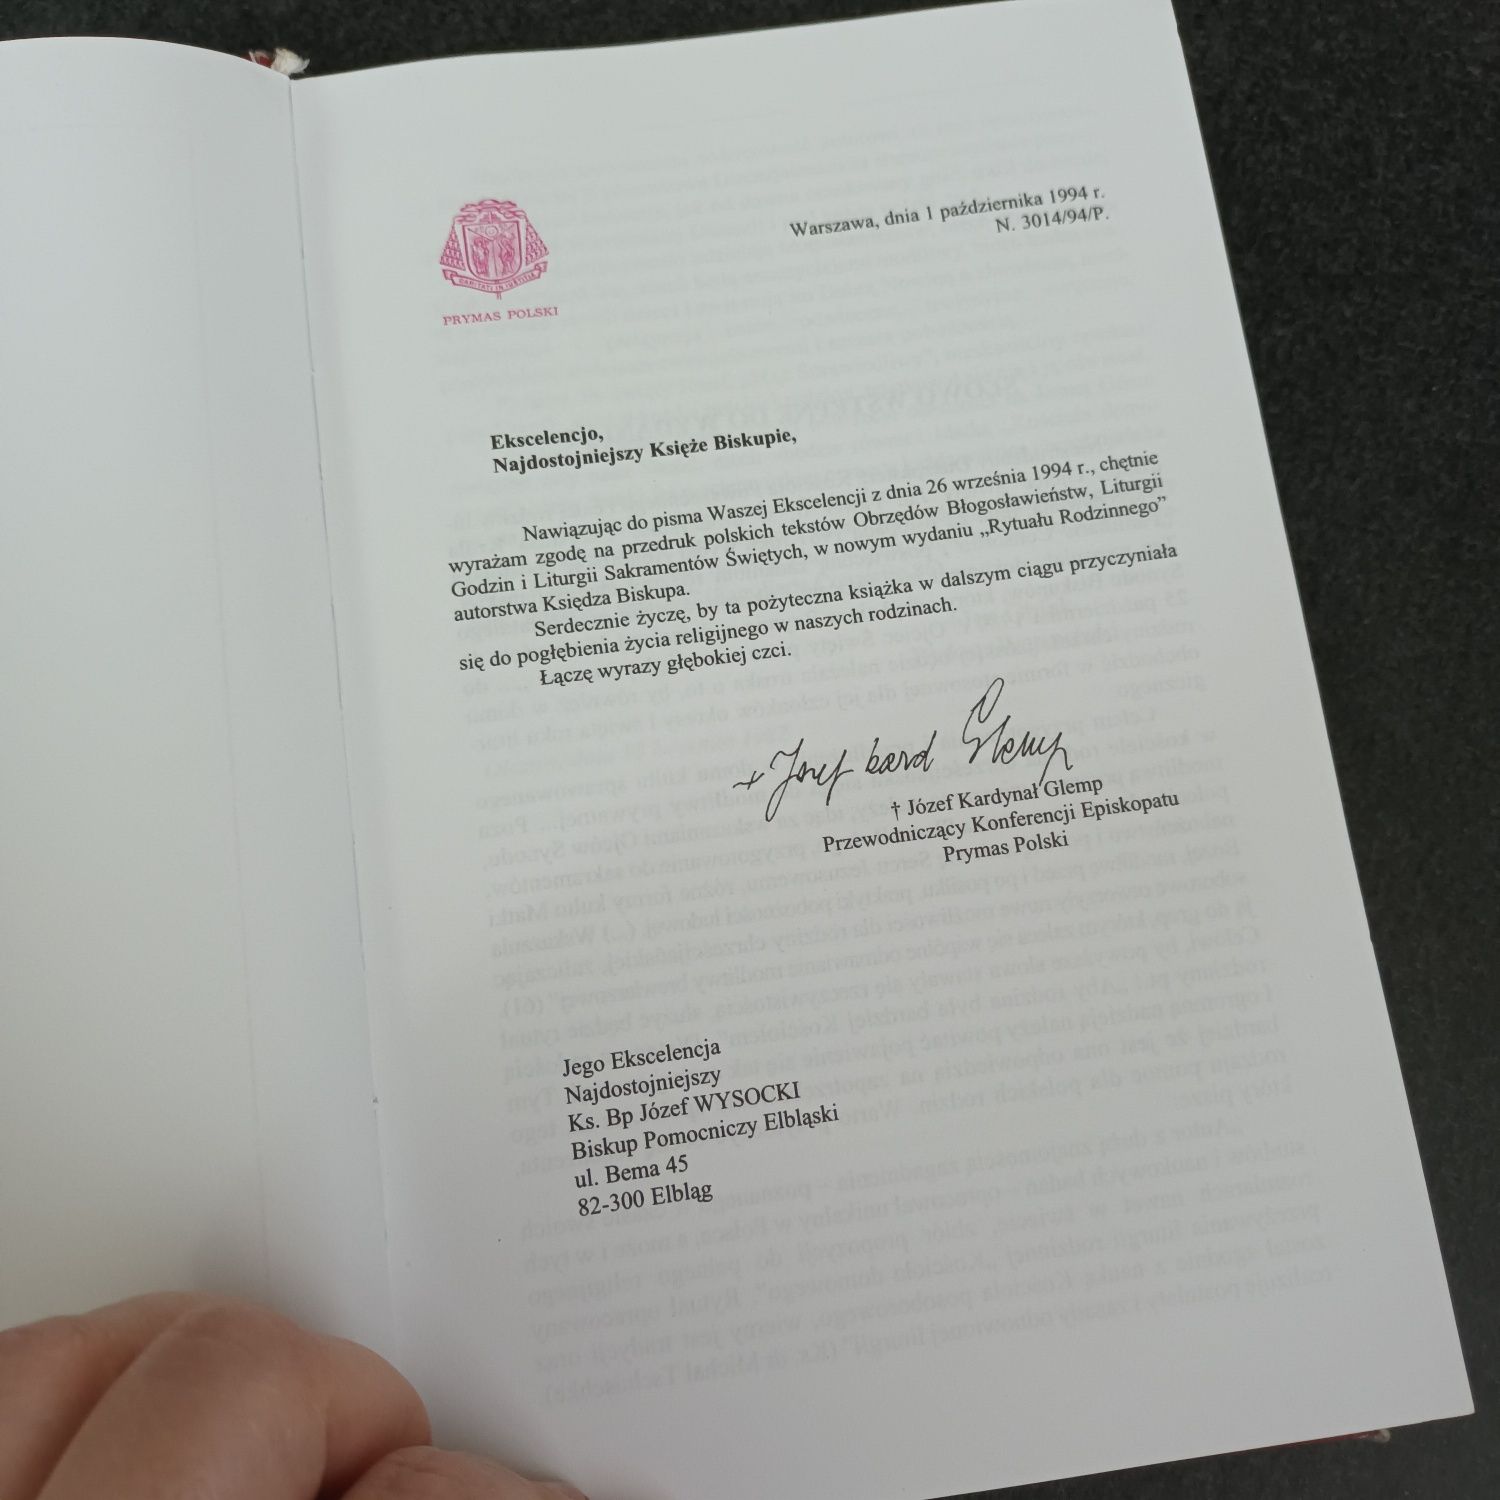 CARITATI IN IUSTITIA
PRYMAS POLSKI
Warszawa, dnia 1 października 1994 r.
N. 3014/94/P.
Ekscelencjo,
Najdostojniejszy Księże Biskupie,
Nawiązując do pisma Waszej Ekscelencji z dnia 26 września 1994 r., chętnie
wyrażam zgodę na przedruk polskich tekstów Obrzędów Błogosławieństw, Liturgii
Godzin i Liturgii Sakramentów Świętych, w nowym wydaniu „Rytuału Rodzinnego”
autorstwa Księdza Biskupa.
Serdecznie życzę, by ta pożyteczna książka w dalszym ciągu przyczyniała
się do pogłębienia życia religijnego w naszych rodzinach.
Łączę wyrazy głębokiej czci.
+ Józef kard Glemp
† Józef Kardynał Glemp
Przewodniczący Konferencji Episkopatu
Prymas Polski
Jego Ekscelencja
Najdostojniejszy
Ks. Bp Józef WYSOCKI
Biskup Pomocniczy Elbląski
ul. Bema 45
82-300 Elbląg